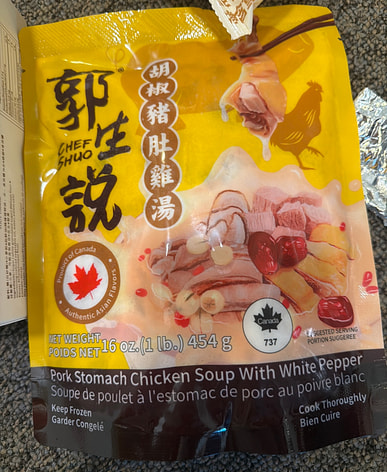 郭生説
CHEF
SHUO
胡椒豬肚雞湯
Product of Canada
Authentic Asian Flavors
NET WEIGHT
POIDS NET
16 oz.(1 lb.) 454 g
Canada
737
SUGGESTED SERVING
PORTION SUGGÉRÉE
Pork Stomach Chicken Soup With White Pepper
Soupe de poulet à l'estomac de porc au poivre blanc
Keep Frozen
Garder Congelé
Cook Thoroughly
Bien Cuire